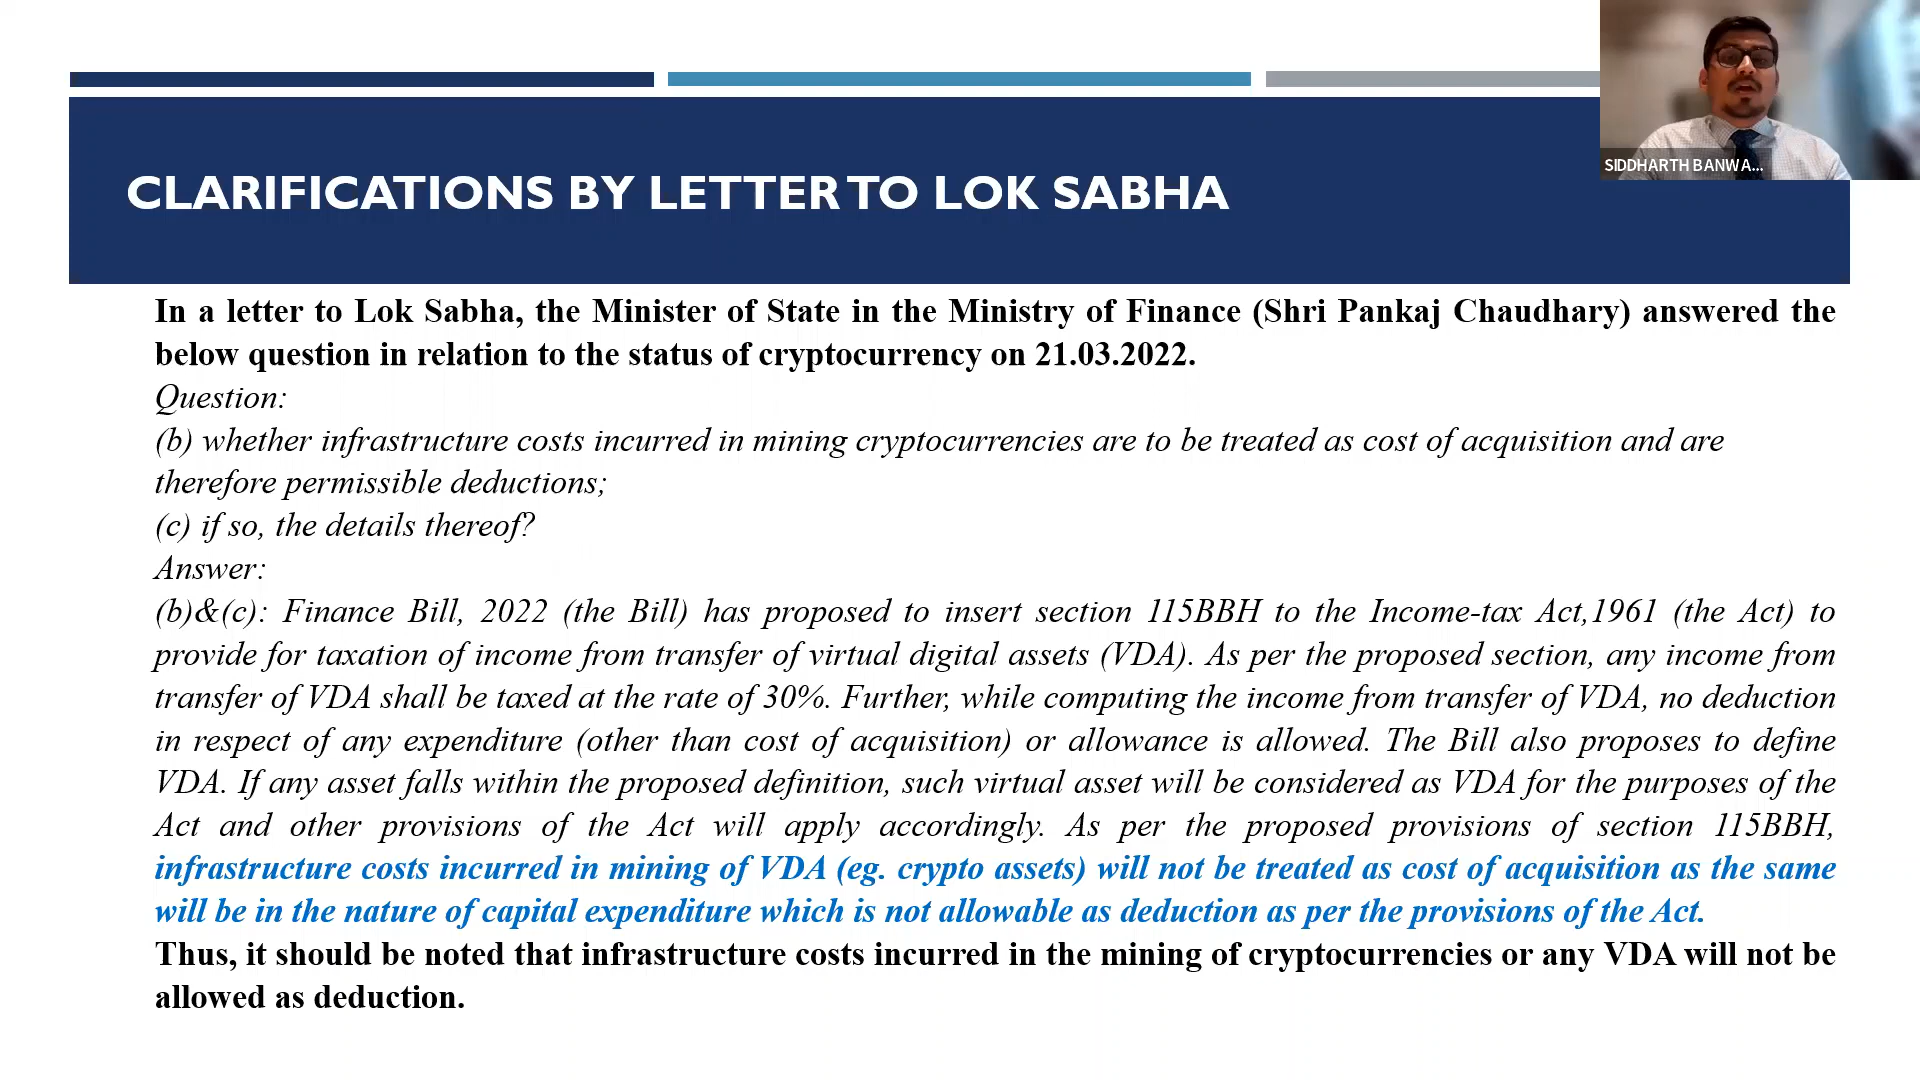 SIDDHARTH BANWA...
CLARIFICATIONS BY LETTER TO LOK SABHA
In a letter to Lok Sabha, the Minister of State in the Ministry of Finance (Shri Pankaj Chaudhary) answered the
below question in relation to the status of cryptocurrency on 21.03.2022.
Question:
(b) whether infrastructure costs incurred in mining cryptocurrencies are to be treated as cost of acquisition and are
therefore permissible deductions;
(c) if so, the details thereof?
Answer:
(b)&(c): Finance Bill, 2022 (the Bill) has proposed to insert section 115BBH to the Income-tax Act,1961 (the Act) to
provide for taxation of income from transfer of virtual digital assets (VDA). As per the proposed section, any income from
transfer of VDA shall be taxed at the rate of 30%. Further, while computing the income from transfer of VDA, no deduction
in respect of any expenditure (other than cost of acquisition) or allowance is allowed. The Bill also proposes to define
VDA. If any asset falls within the proposed definition, such virtual asset will be considered as VDA for the purposes of the
Act and other provisions of the Act will apply accordingly. As per the proposed provisions of section 115BBH,
infrastructure costs incurred in mining of VDA (eg. crypto assets) will not be treated as cost of acquisition as the same
will be in the nature of capital expenditure which is not allowable as deduction as per the provisions of the Act.
Thus, it should be noted that infrastructure costs incurred in the mining of cryptocurrencies or any VDA will not be
allowed as deduction.